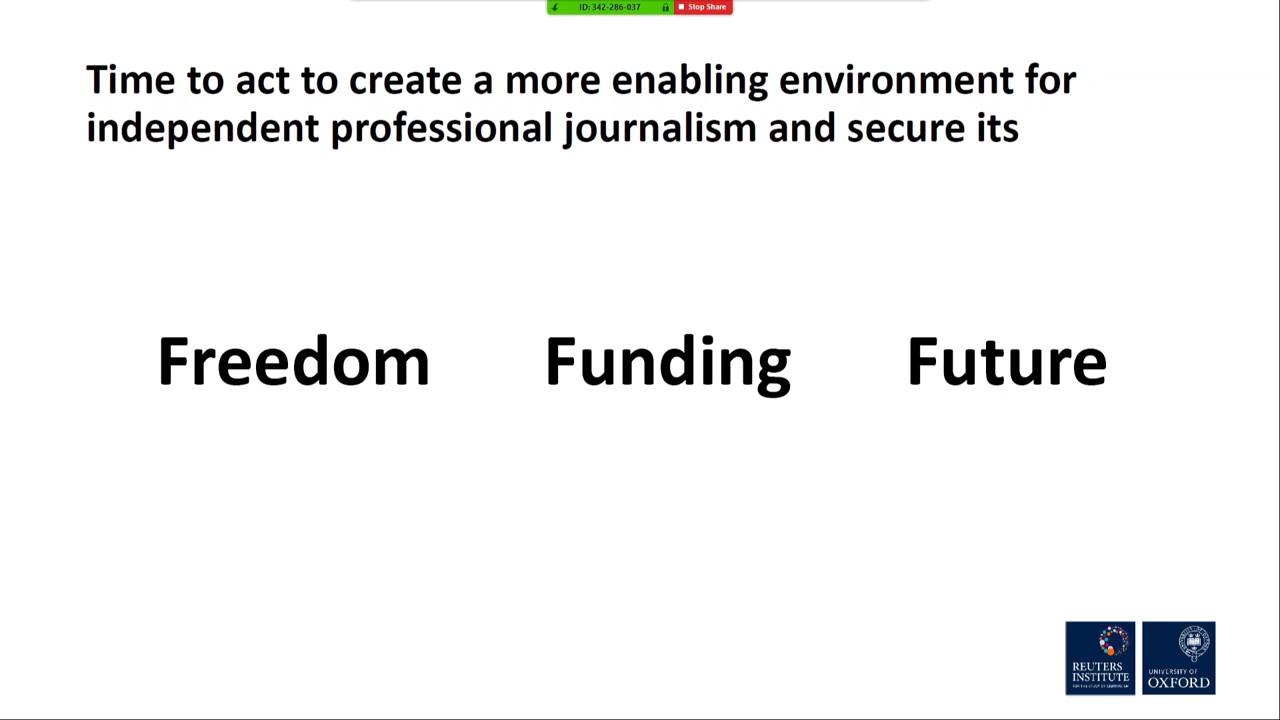 ID: 342-286-037 Stop Share
Time to act to create a more enabling environment for
independent professional journalism and secure its
Freedom Funding Future
REUTERS
INSTITUTE
UNIVERSITY OF
OXFORD